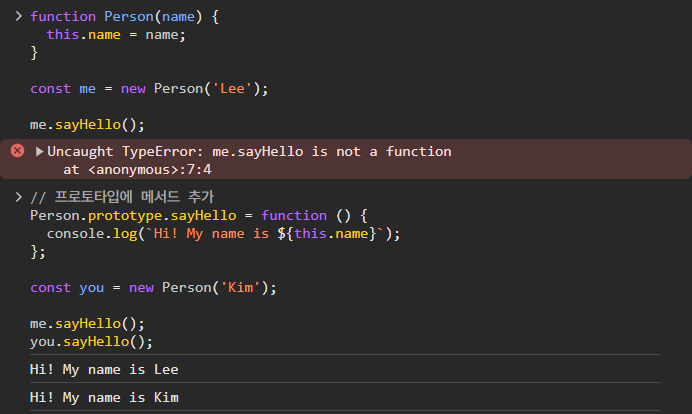 function Person(name) {
  this.name = name;
}
const me = new Person('Lee');
me.sayHello();
Uncaught TypeError: me.sayHello is not a function
    at <anonymous>:7:4
// 프로토타입에 메서드 추가
Person.prototype.sayHello = function () {
  console.log(`Hi! My name is ${this.name}`);
};
const you = new Person('Kim');
me.sayHello();
you.sayHello();
Hi! My name is Lee
Hi! My name is Kim